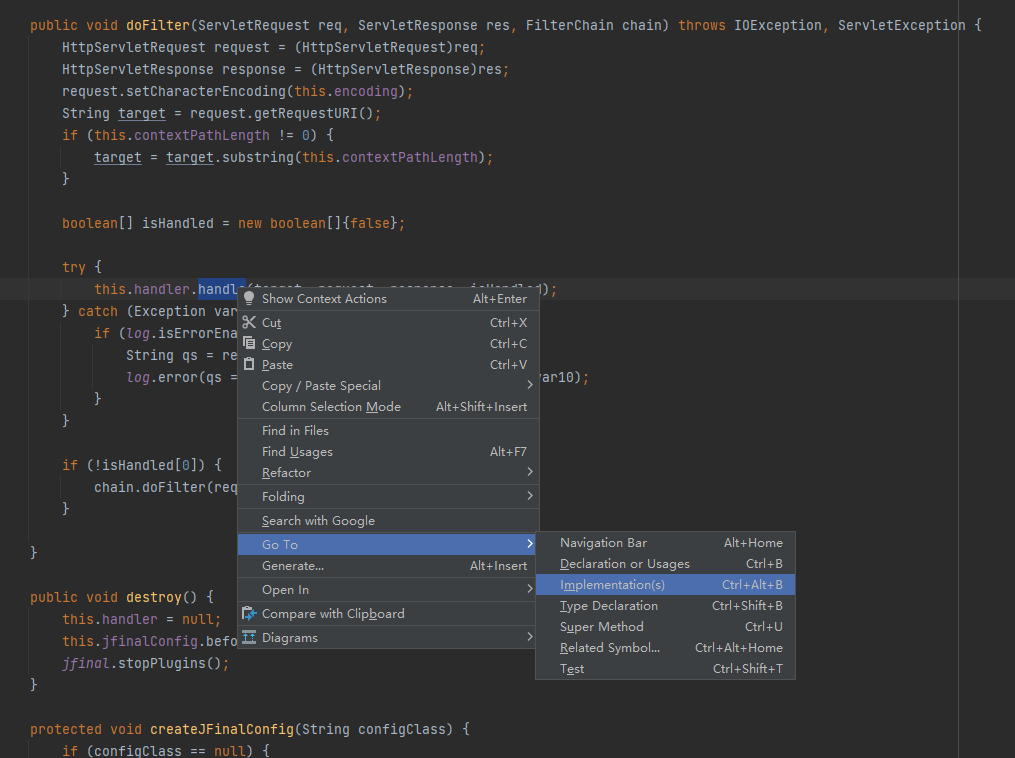 public void doFilter(ServletRequest req, ServletResponse res, FilterChain chain) throws IOException, ServletException {
HttpServletRequest request = (HttpServletRequest)req;
HttpServletResponse response = (HttpServletResponse)res;
request.setCharacterEncoding(this.encoding);
String target = request.getRequestURI();
if (this.contextPathLength != 0) {
target = target.substring(this.contextPathLength);
}
boolean[] isHandled = new boolean[]{false};
try {
this.handler.handle(target, request, response, isHandled);
} catch (Exception var
if (log.isErrorEna
String qs = re
log.error(qs = var10);
}
}
if (!isHandled[0]) {
chain.doFilter(req
}
}
public void destroy() {
this.handler = null;
this.jfinalConfig.befo
jfinal.stopPlugins();
}
protected void createJFinalConfig(String configClass) {
if (configClass == null) {
Show Context Actions Alt+Enter
Cut Ctrl+X
Copy Ctrl+C
Paste Ctrl+V
Copy / Paste Special
Column Selection Mode Alt+Shift+Insert
Find in Files
Find Usages Alt+F7
Refactor
Folding
Search with Google
Go To
Generate... Alt+Insert
Open In
Compare with Clipboard
Diagrams
Navigation Bar Alt+Home
Declaration or Usages Ctrl+B
Implementation(s) Ctrl+Alt+B
Type Declaration Ctrl+Shift+B
Super Method Ctrl+U
Related Symbol... Ctrl+Alt+Home
Test Ctrl+Shift+T